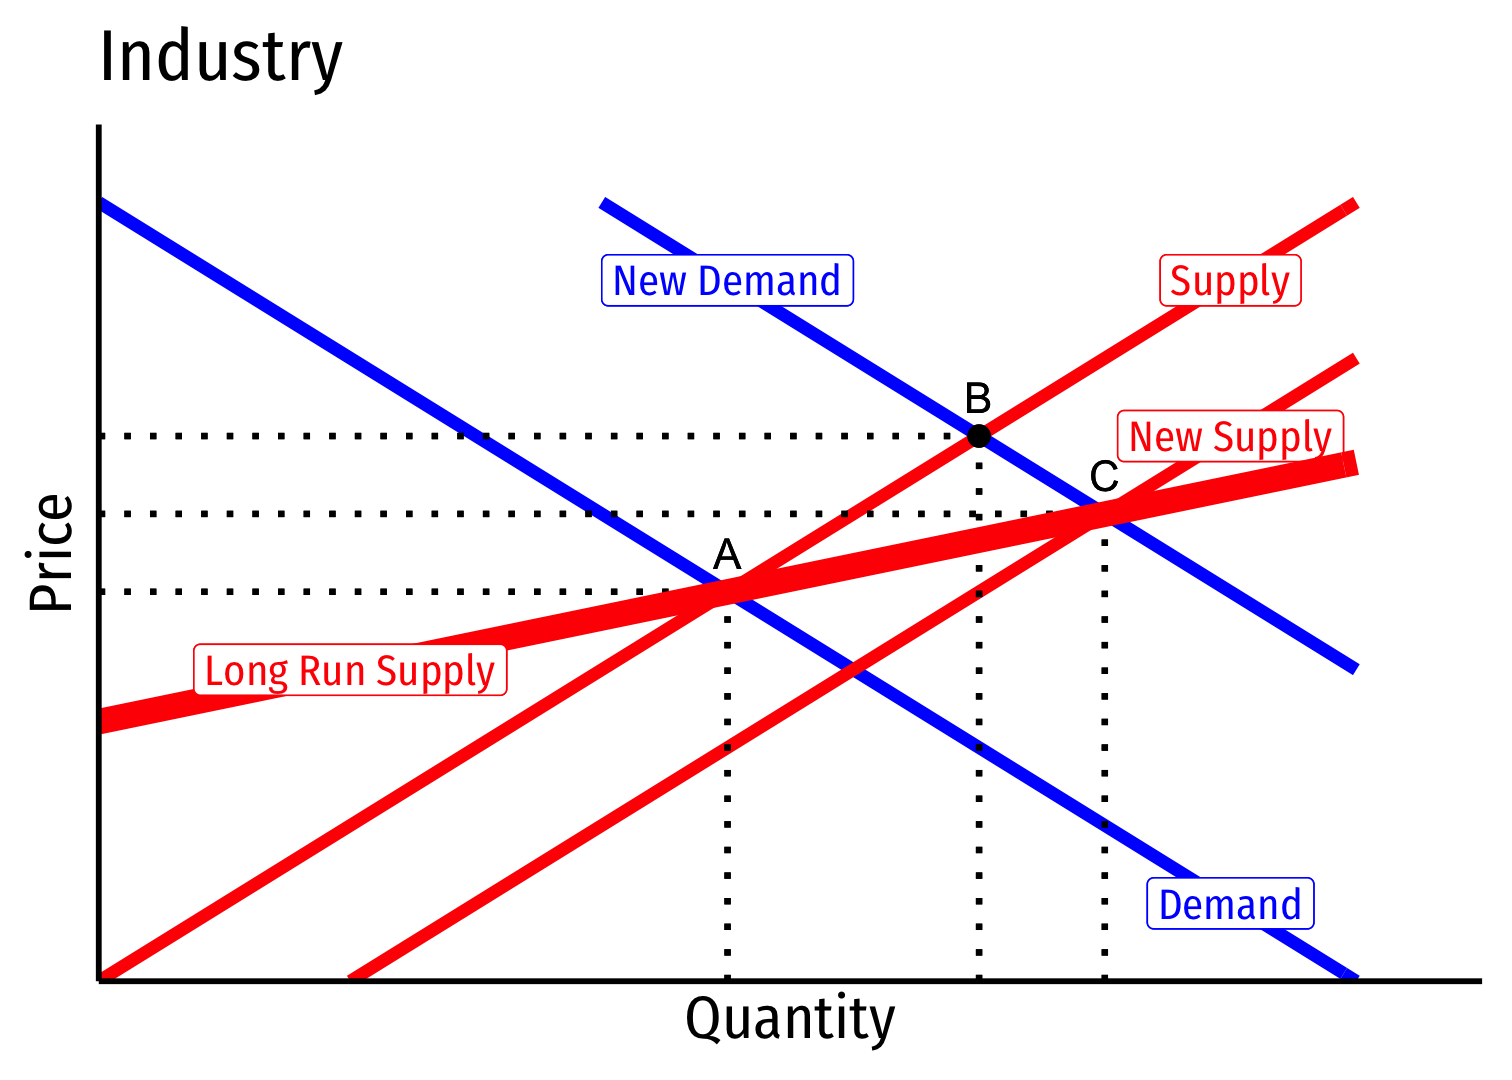 Industry
New Demand
Supply
B
New Supply
C
A
Price
Long Run Supply
Demand
Quantity